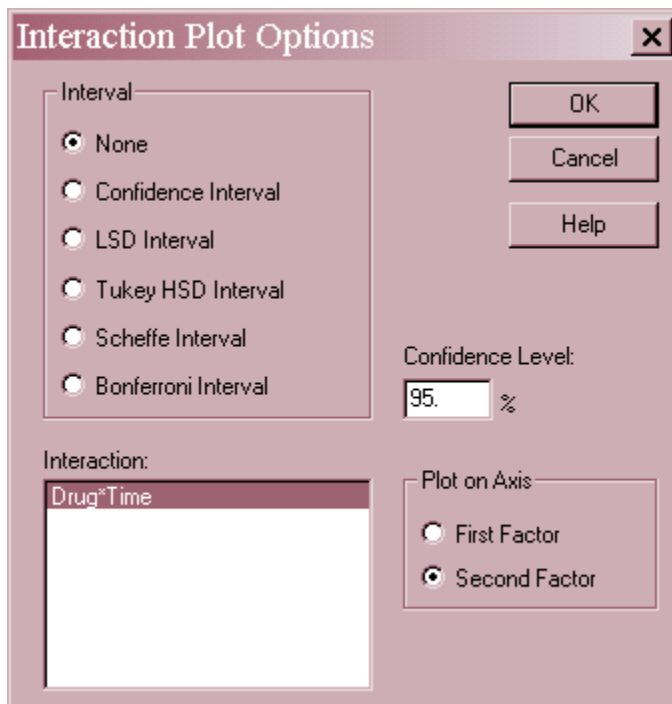 Interaction Plot Options
Interval
None
Confidence Interval
LSD Interval
Tukey HSD Interval
Scheffe Interval
Bonferroni Interval
OK
Cancel
Help
Confidence Level:
95. %
Interaction:
Drug*Time
Plot on Axis
First Factor
Second Factor